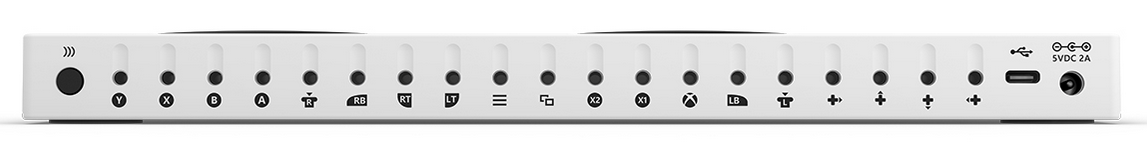 5VDC 2A
Y X B A R RB RT LT X2 X1 LB L